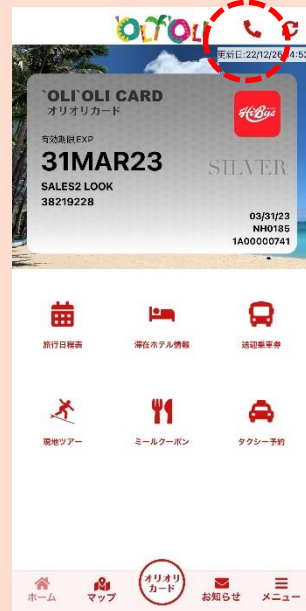 `OLI`OLI
更新日:22/12/26 4:52
`OLI`OLI CARD
オリオリカード
HiBus
有効期限EXP
31MAR23
SILVER
SALES2 LOOK
38219228
03/31/23
NH0185
1A00000741
旅行日程表
滞在ホテル情報
送迎乗車券
現地ツアー
ミールクーポン
タクシー予約
ホーム
マップ
オリオリ
カード
お知らせ
メニュー